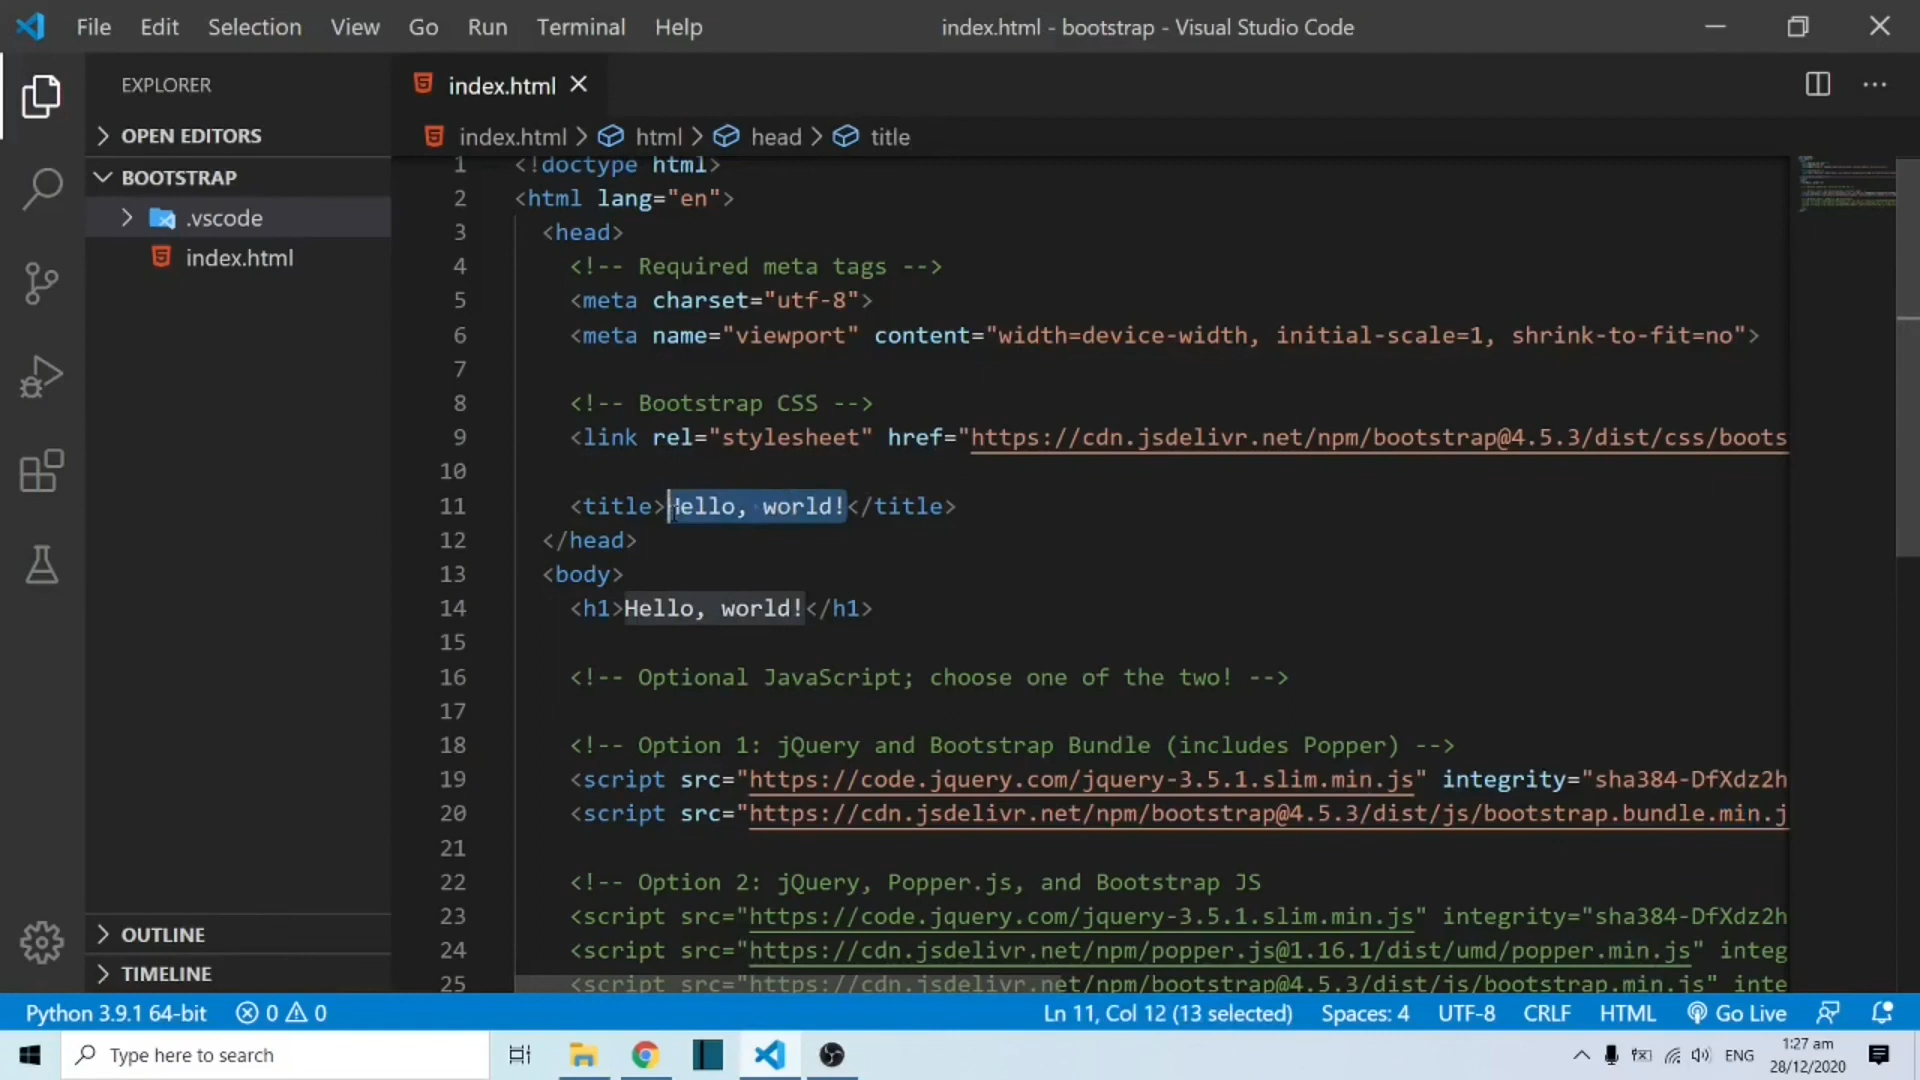 File Edit Selection View Go Run Terminal Help index.html - bootstrap - Visual Studio Code
EXPLORER
OPEN EDITORS
BOOTSTRAP
.vscode
index.html
OUTLINE
TIMELINE
index.html
index.html > html > head > title
1 <!doctype html>
2 <html lang="en">
3 <head>
4 <!-- Required meta tags -->
5 <meta charset="utf-8">
6 <meta name="viewport" content="width=device-width, initial-scale=1, shrink-to-fit=no">
7
8 <!-- Bootstrap CSS -->
9 <link rel="stylesheet" href="https://cdn.jsdelivr.net/npm/bootstrap@4.5.3/dist/css/boots
10
11 <title>Hello, world!</title>
12 </head>
13 <body>
14 <h1>Hello, world!</h1>
15
16 <!-- Optional JavaScript; choose one of the two! -->
17
18 <!-- Option 1: jQuery and Bootstrap Bundle (includes Popper) -->
19 <script src="https://code.jquery.com/jquery-3.5.1.slim.min.js" integrity="sha384-DfXdz2h
20 <script src="https://cdn.jsdelivr.net/npm/bootstrap@4.5.3/dist/js/bootstrap.bundle.min.j
21
22 <!-- Option 2: jQuery, Popper.js, and Bootstrap JS
23 <script src="https://code.jquery.com/jquery-3.5.1.slim.min.js" integrity="sha384-DfXdz2h
24 <script src="https://cdn.jsdelivr.net/npm/popper.js@1.16.1/dist/umd/popper.min.js" integ
25 <script src="https://cdn.jsdelivr.net/npm/bootstrap@4.5.3/dist/js/bootstrap.min.js" inte
Python 3.9.1 64-bit 0 0 Ln 11, Col 12 (13 selected) Spaces: 4 UTF-8 CRLF HTML Go Live
Type here to search ENG 1:27 am
28/12/2020